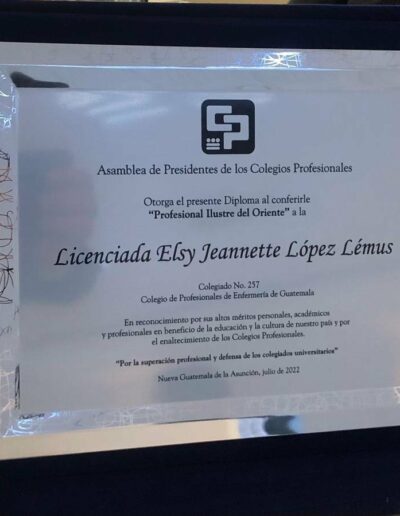 CP
Asamblea de Presidentes de los Colegios Profesionales
Otorga el presente Diploma al conferirle
“Profesional Ilustre del Oriente” a la
Licenciada Elsy Jeannette López Lémus
Colegiado No. 257
Colegio de Profesionales de Enfermería de Guatemala
En reconocimiento por sus altos méritos personales, académicos
y profesionales en beneficio de la educación y la cultura de nuestro país y por
el enaltecimiento de los Colegios Profesionales.
“Por la superación profesional y defensa de los colegiados universitarios”
Nueva Guatemala de la Asunción, julio de 2022